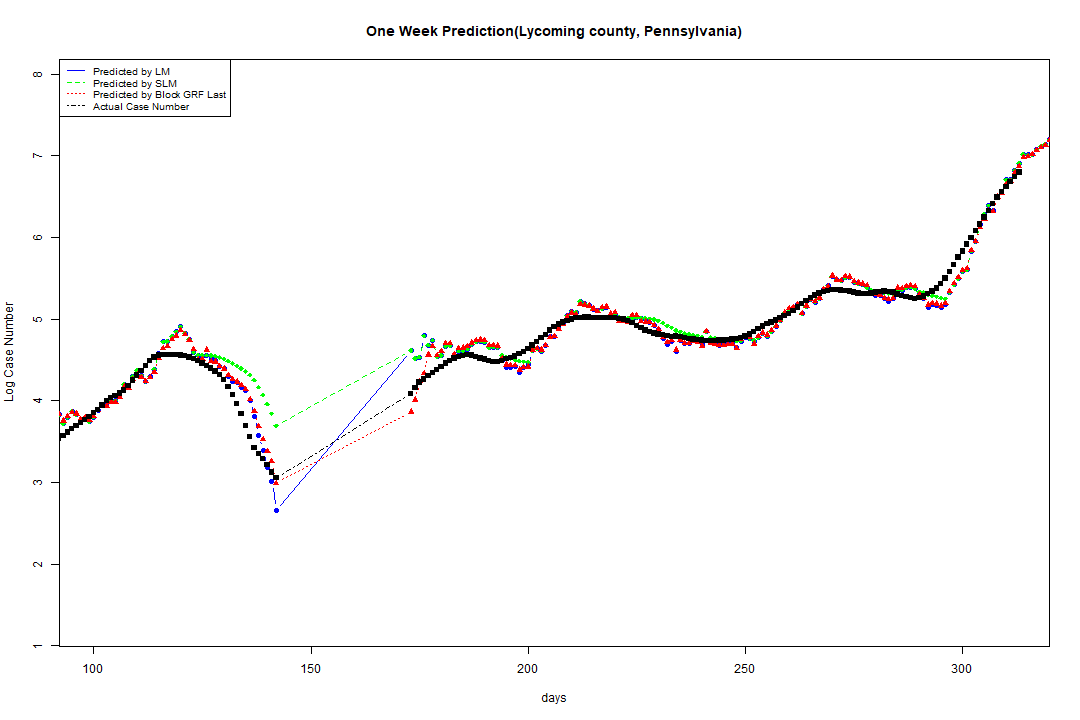 One Week Prediction(Lycoming county, Pennsylvania)
Predicted by LM
Predicted by SLM
Predicted by Block GRF Last
Actual Case Number
8
7
6
5
4
3
2
1
Log Case Number
100 150 200 250 300
days